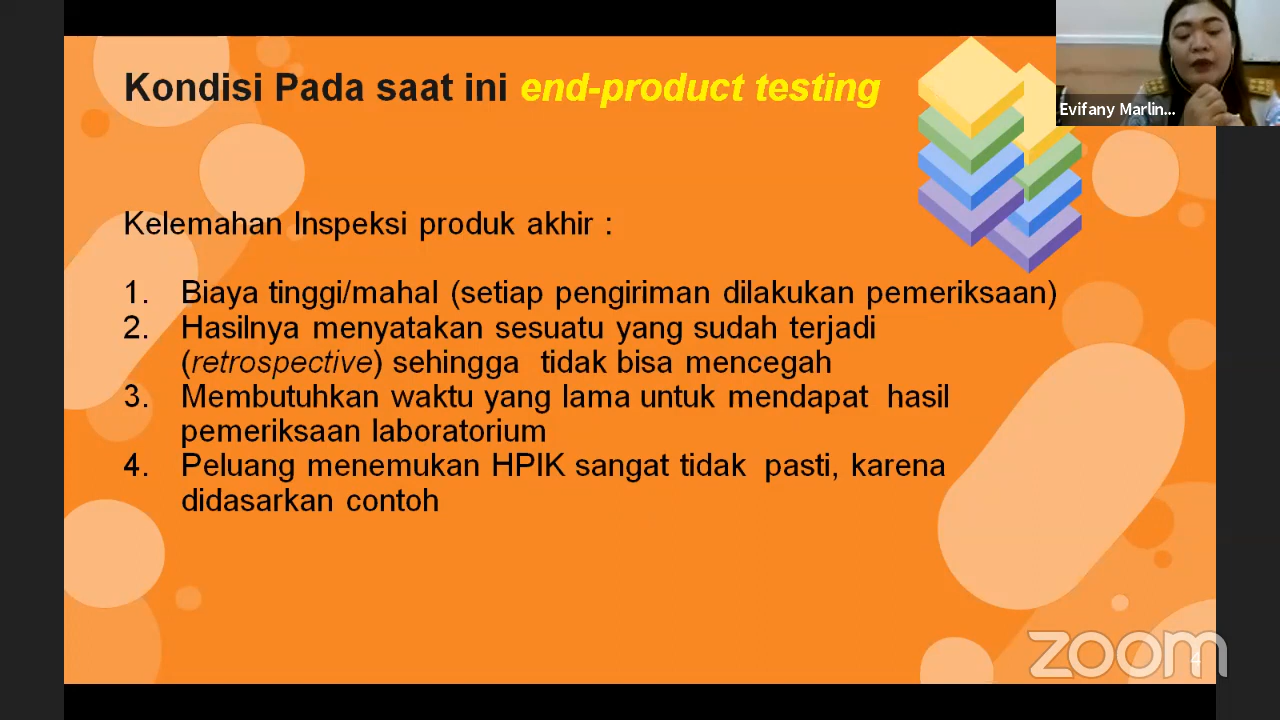 Kondisi Pada saat ini end-product testing
Evifany Marlin...
Kelemahan Inspeksi produk akhir :
1. Biaya tinggi/mahal (setiap pengiriman dilakukan pemeriksaan)
2. Hasilnya menyatakan sesuatu yang sudah terjadi
(retrospective) sehingga tidak bisa mencegah
3. Membutuhkan waktu yang lama untuk mendapat hasil
pemeriksaan laboratorium
4. Peluang menemukan HPIK sangat tidak pasti, karena
didasarkan contoh
zoom
4